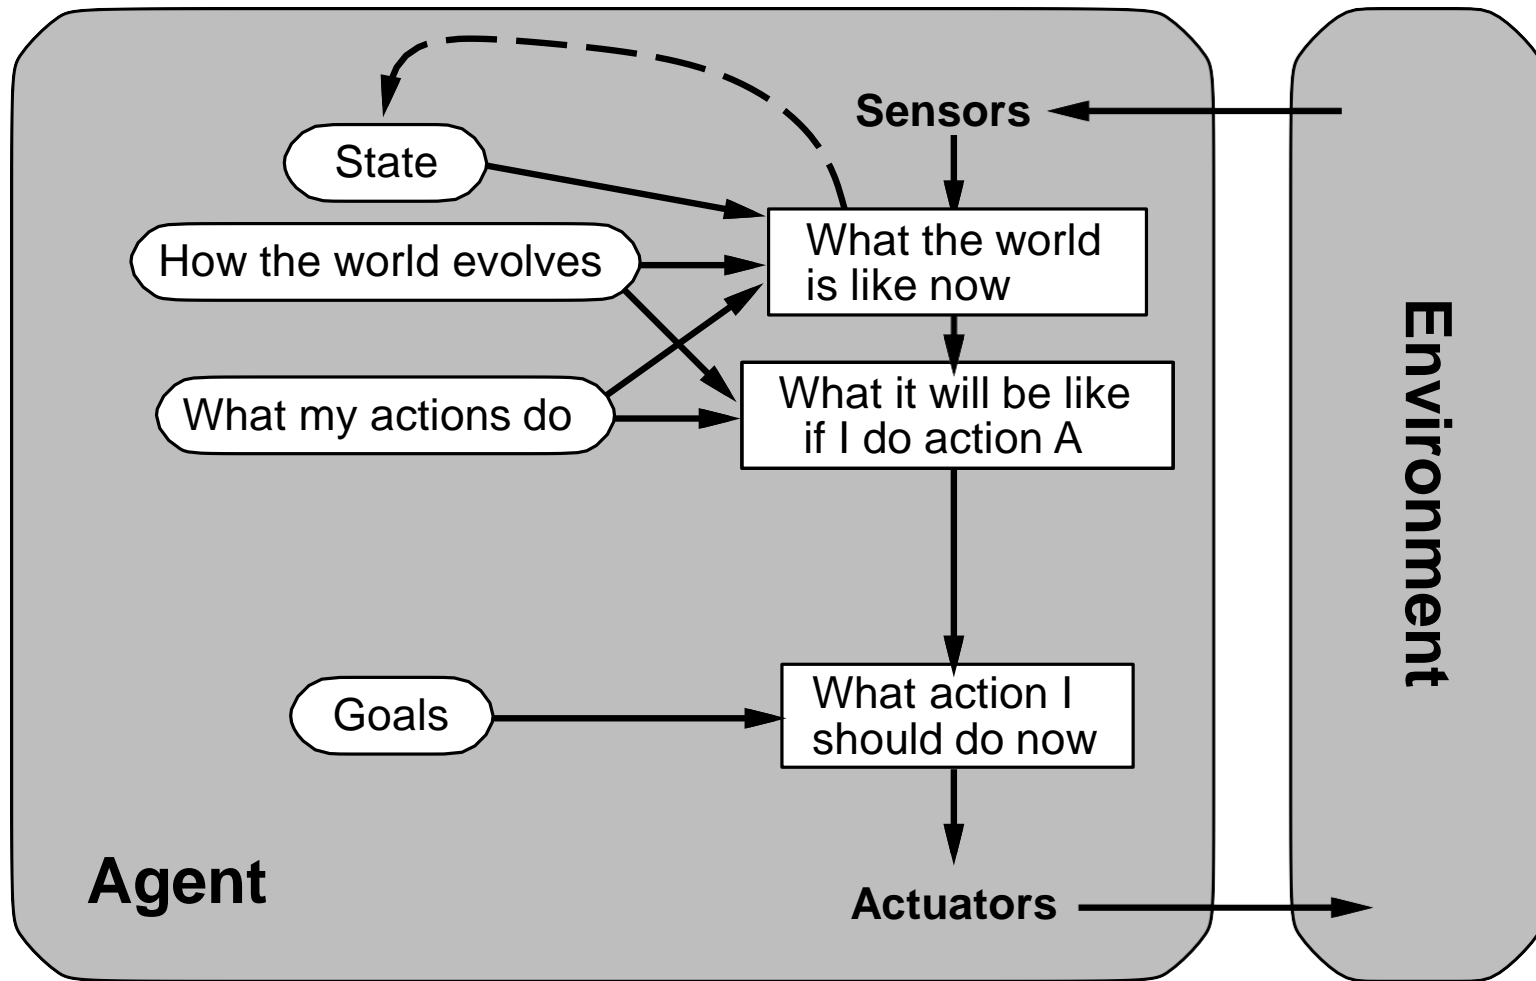 Sensors
State
What the world
is like now
How the world evolves
What it will be like
if I do action A
What my actions do
Environment
What action I
should do now
Goals
Agent
Actuators